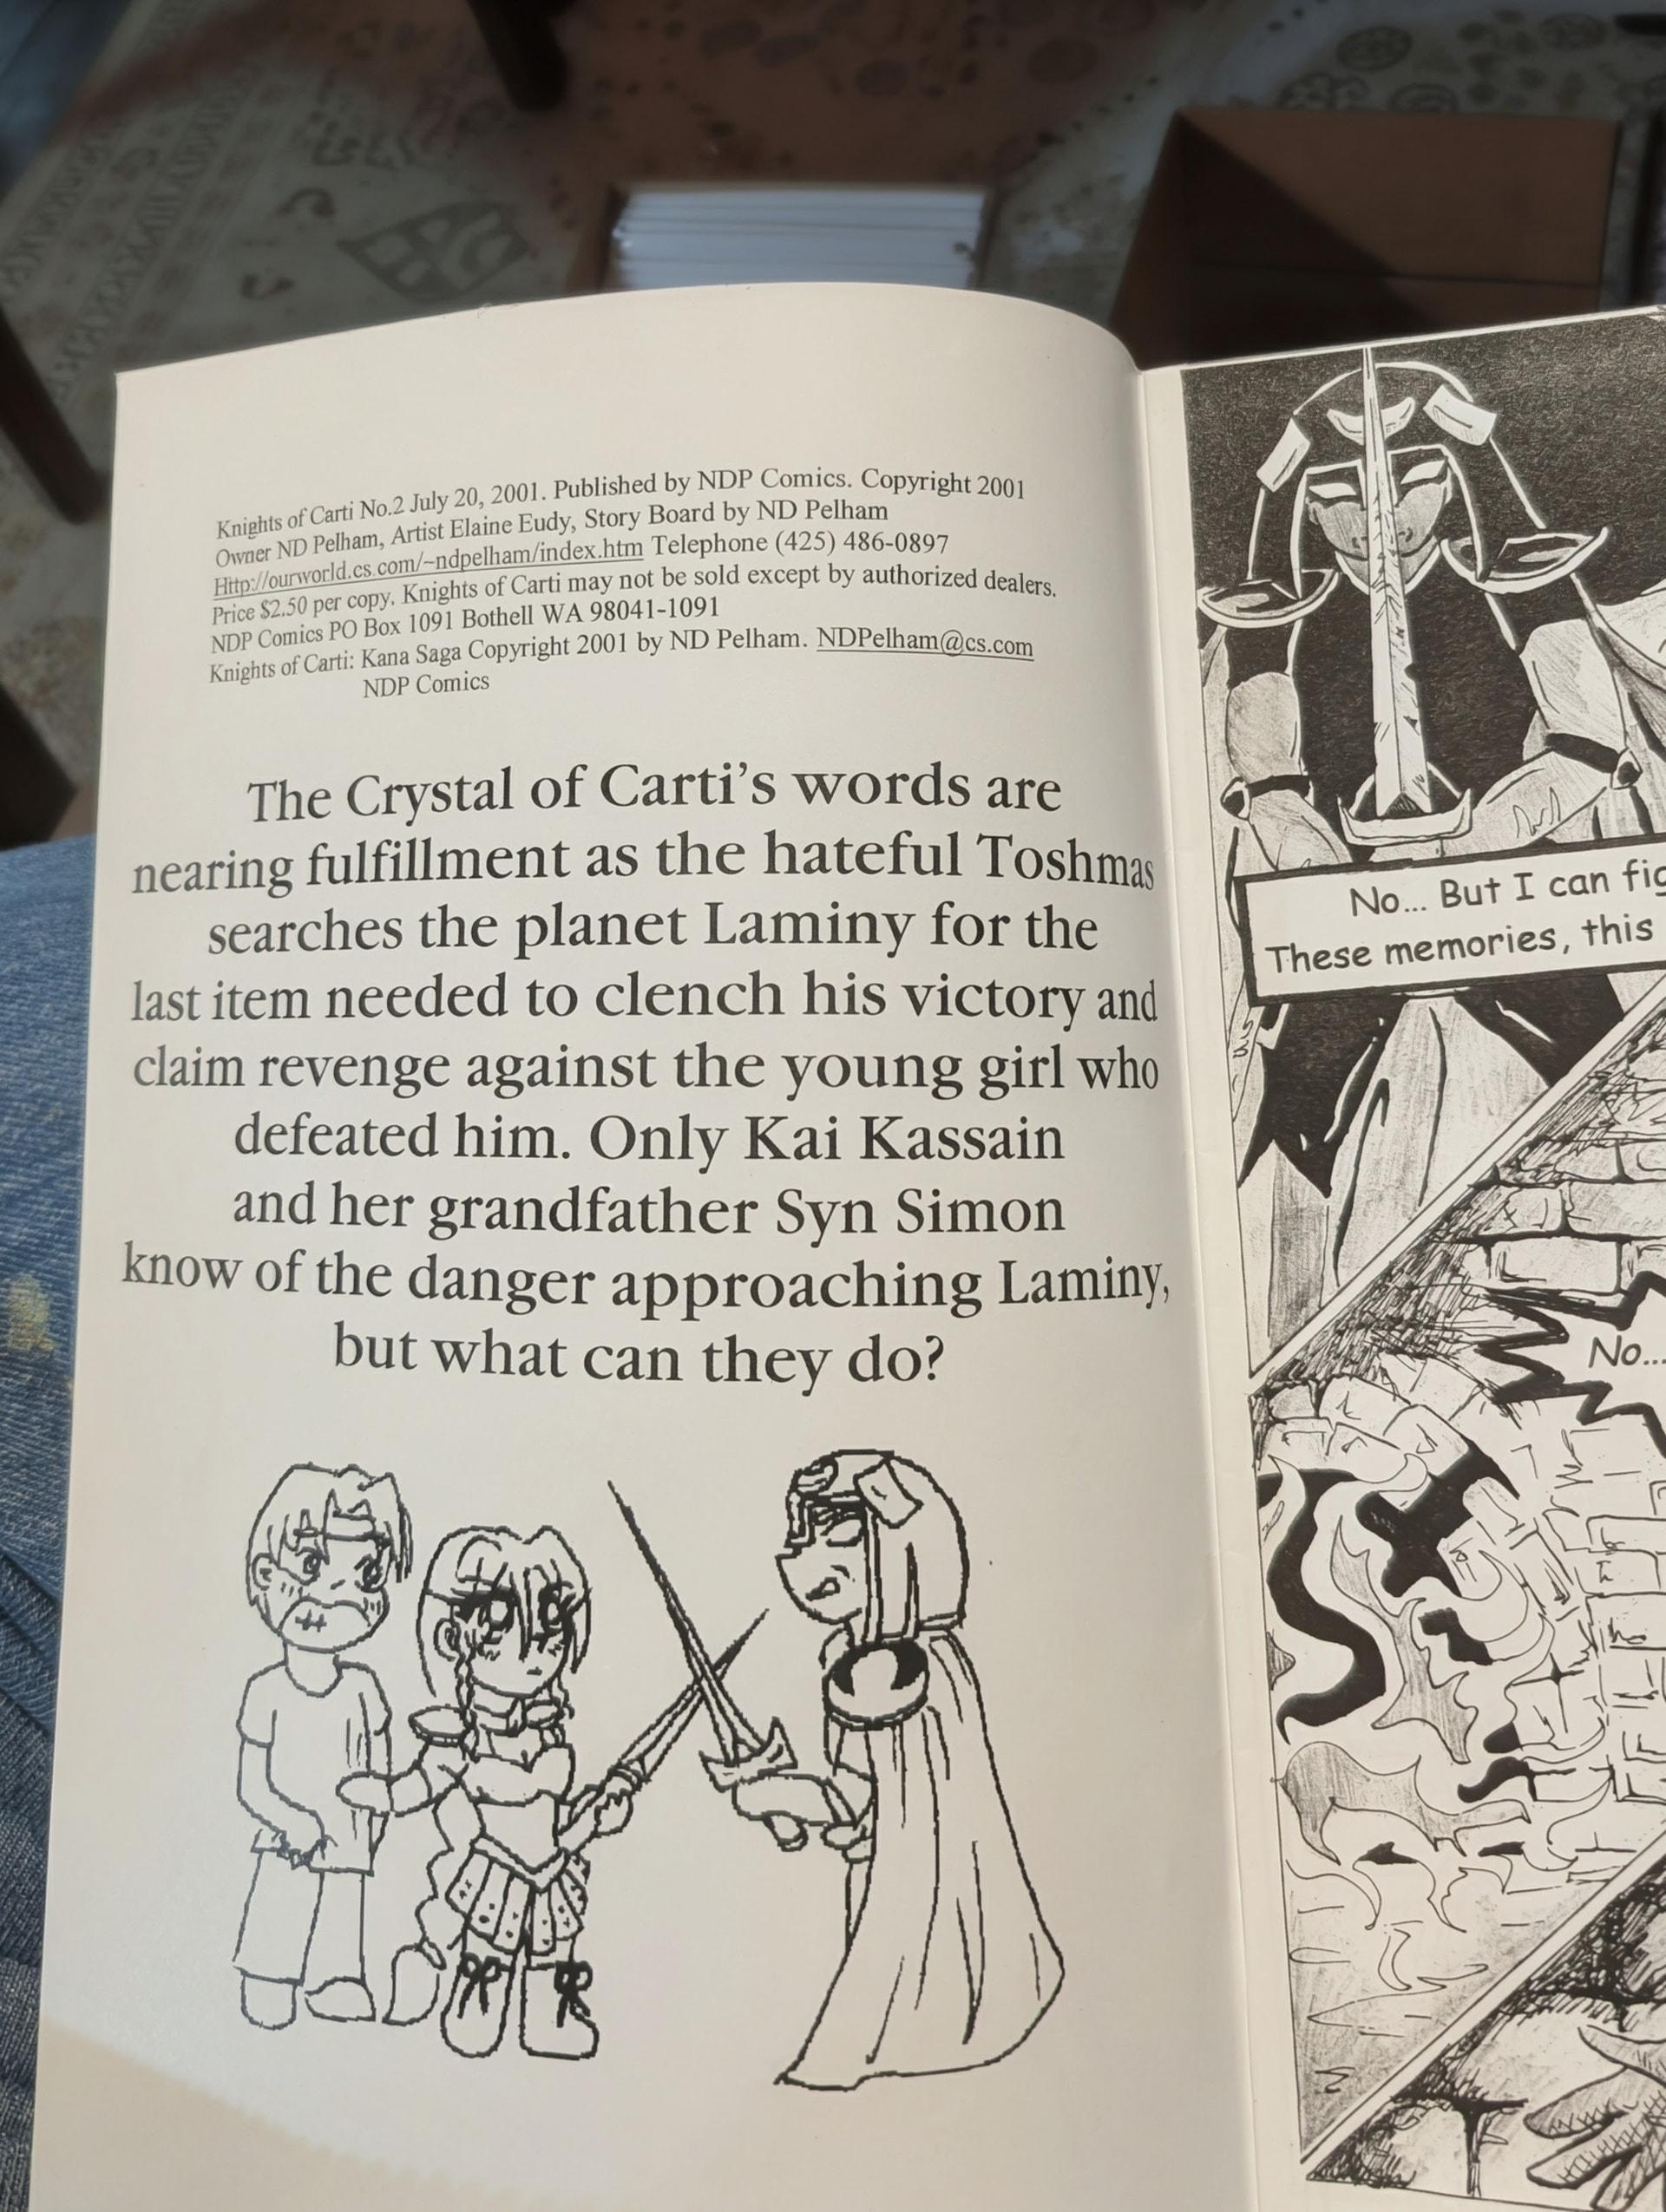 Knights of Carti No.2 July 20, 2001. Published by NDP Comics. Copyright 2001
Owner ND Pelham, Artist Elaine Eudy, Story Board by ND Pelham
Http://ourworld.cs.com/~ndpelham/index.htm Telephone (425) 486-0897
Price $2.50 per copy. Knights of Carti may not be sold except by authorized dealers.
NDP Comics PO Box 1091 Bothell WA 98041-1091
Knights of Carti: Kana Saga Copyright 2001 by ND Pelham. NDPelham@cs.com
NDP Comics
The Crystal of Carti's words are
nearing fulfillment as the hateful Toshmas
searches the planet Laminy for the
last item needed to clench his victory and
claim revenge against the young girl who
defeated him. Only Kai Kassain
and her grandfather Syn Simon
know of the danger approaching Laminy,
but what can they do?
No... But I can fig
These memories, this
No...